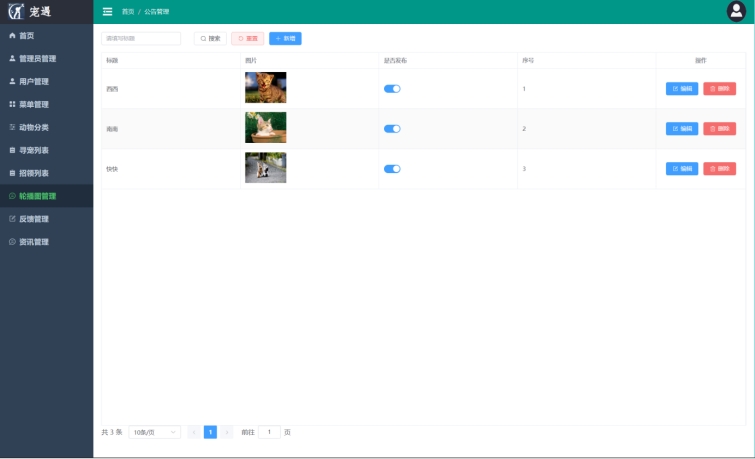 宠遇
首页 / 公告管理
首页
管理员管理
用户管理
菜单管理
动物分类
寻宠列表
招领列表
轮播图管理
反馈管理
资讯管理
请填写标题 搜索 重置 + 新增
标题 图片 是否发布 序号 操作
西西 1 编辑 删除
南南 2 编辑 删除
快快 3 编辑 删除
共 3 条 10条/页 < 1 > 前往 1 页